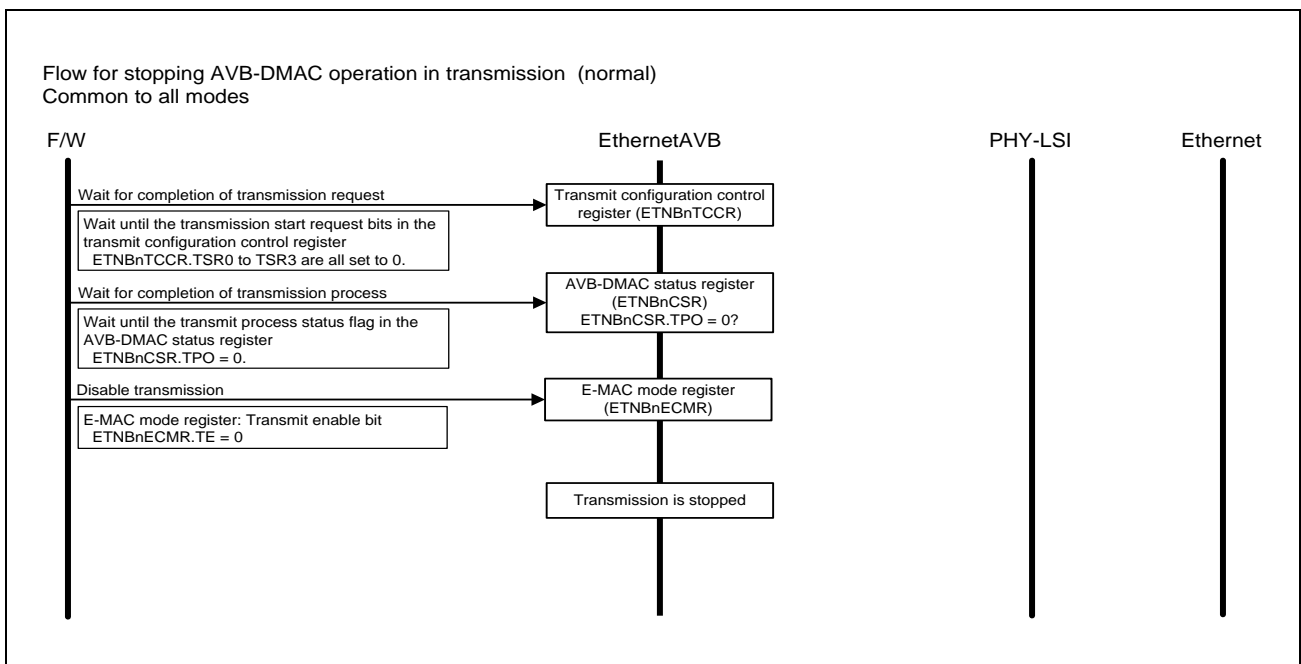 Flow for stopping AVB-DMAC operation in transmission (normal)
Common to all modes
F/W
EthernetAVB
PHY-LSI
Ethernet
Wait for completion of transmission request
Transmit configuration control
register (ETNBnTCCR)
Wait until the transmission start request bits in the
transmit configuration control register
ETNBnTCCR.TSR0 to TSR3 are all set to 0.
Wait for completion of transmission process
AVB-DMAC status register
(ETNBnCSR)
ETNBnCSR.TPO = 0?
Wait until the transmit process status flag in the
AVB-DMAC status register
ETNBnCSR.TPO = 0.
Disable transmission
E-MAC mode register
(ETNBnECMR)
E-MAC mode register: Transmit enable bit
ETNBnECMR.TE = 0
Transmission is stopped